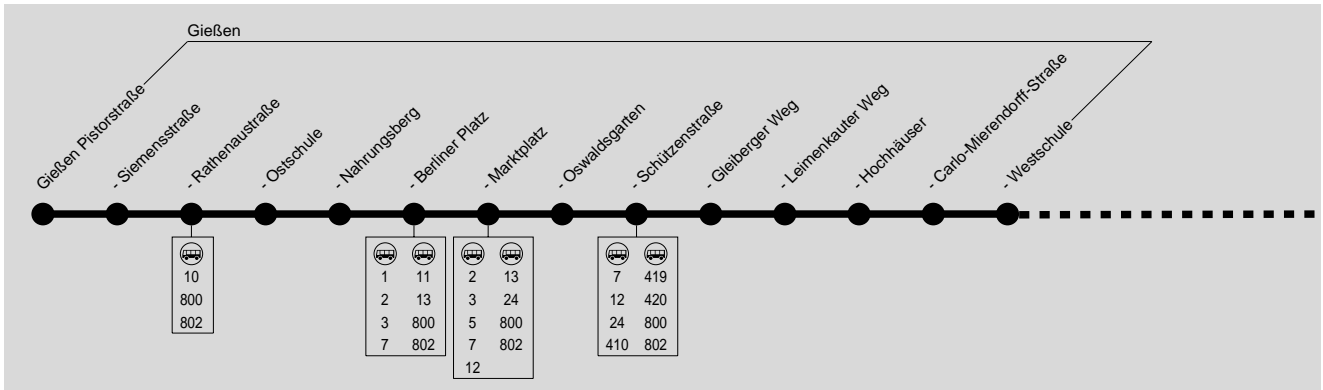 Gießen
Gießen Pistorstraße
- Siemensstraße
- Rathenaustraße
- Ostschule
- Nahrungsberg
- Berliner Platz
- Marktplatz
- Oswaldsgarten
- Schützenstraße
- Gleiberger Weg
- Leimenkauter Weg
- Hochhäuser
- Carlo-Mierendorff-Straße
- Westschule
10
800
802
1 11
2 13
3 800
7 802
2 13
3 24
5 800
7 802
12
7 419
12 420
24 800
410 802